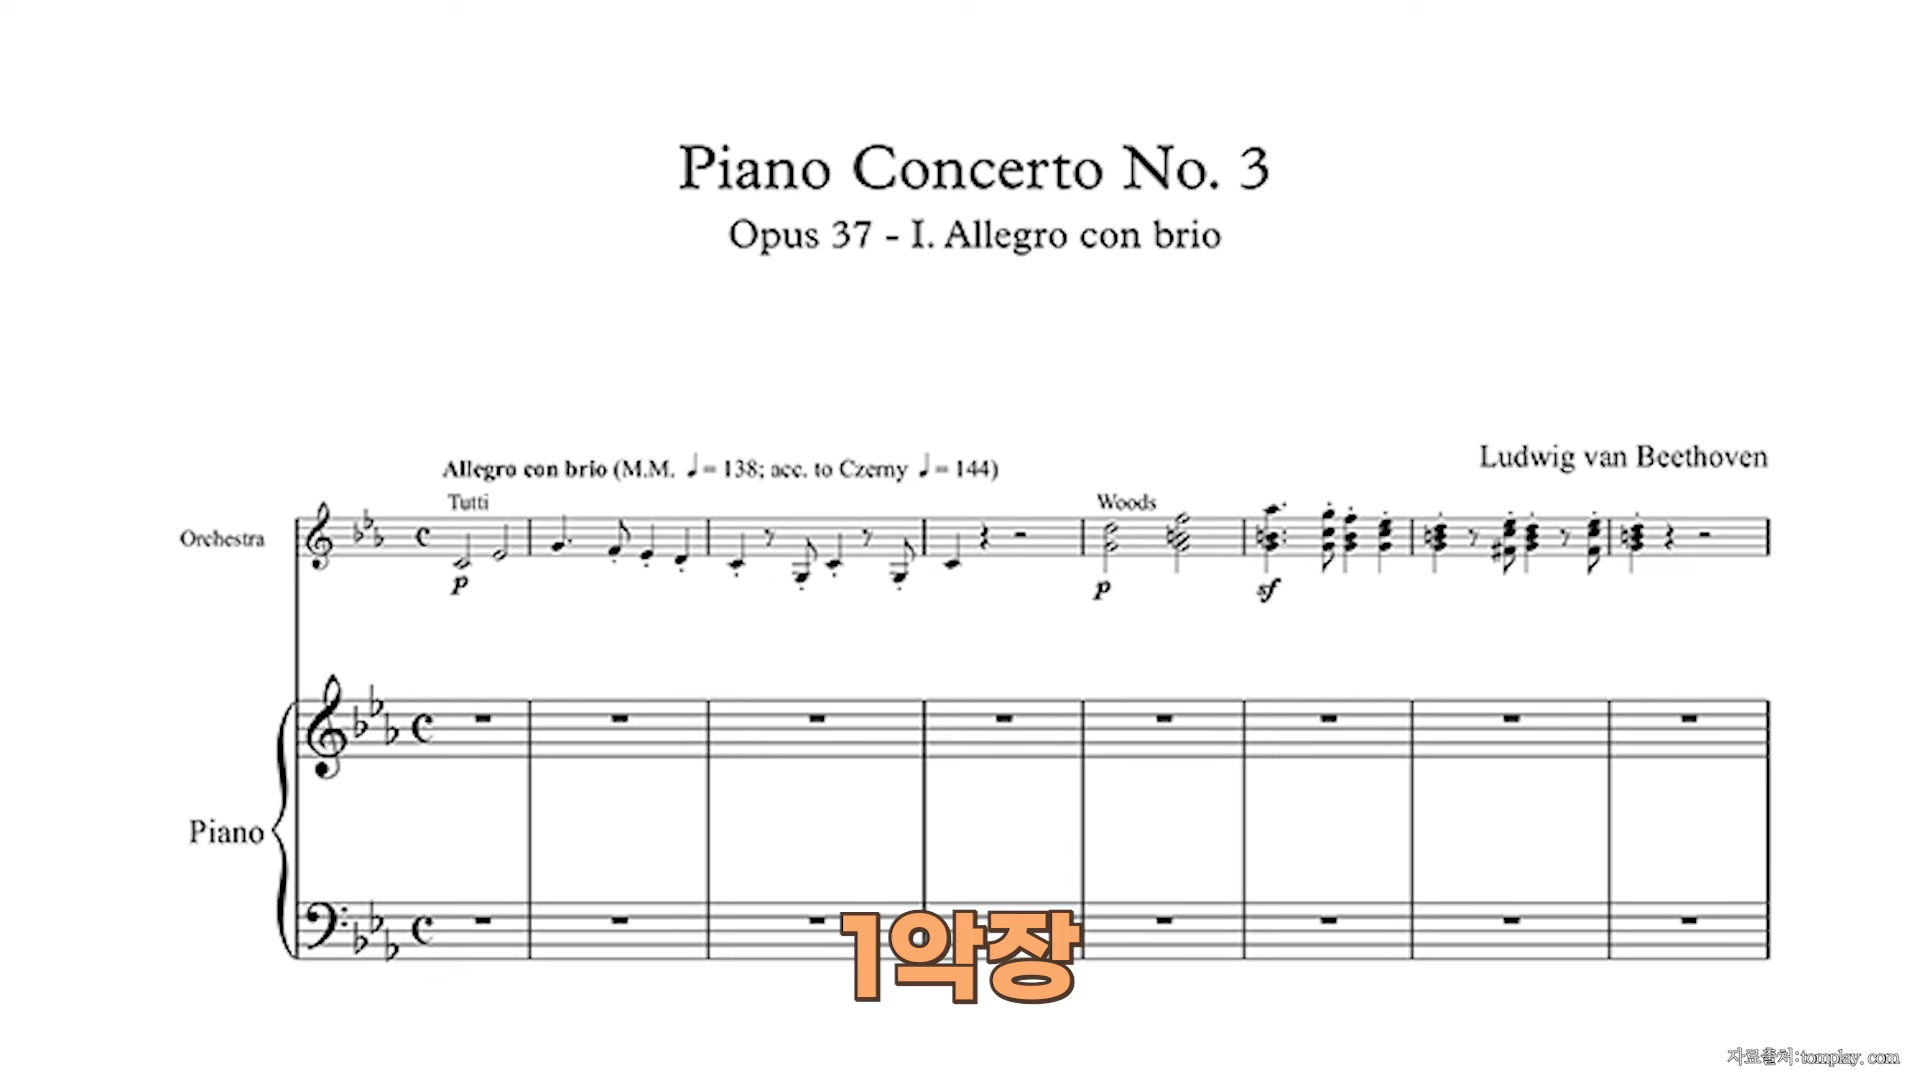 Piano Concerto No. 3
Opus 37 - I. Allegro con brio
Ludwig van Beethoven
Allegro con brio (M.M. ♩= 138; acc. to Czerny ♩= 144)
Tutti
Woods
Orchestra
p
p
sf
Piano
1악장
자료출처:tomplay.com